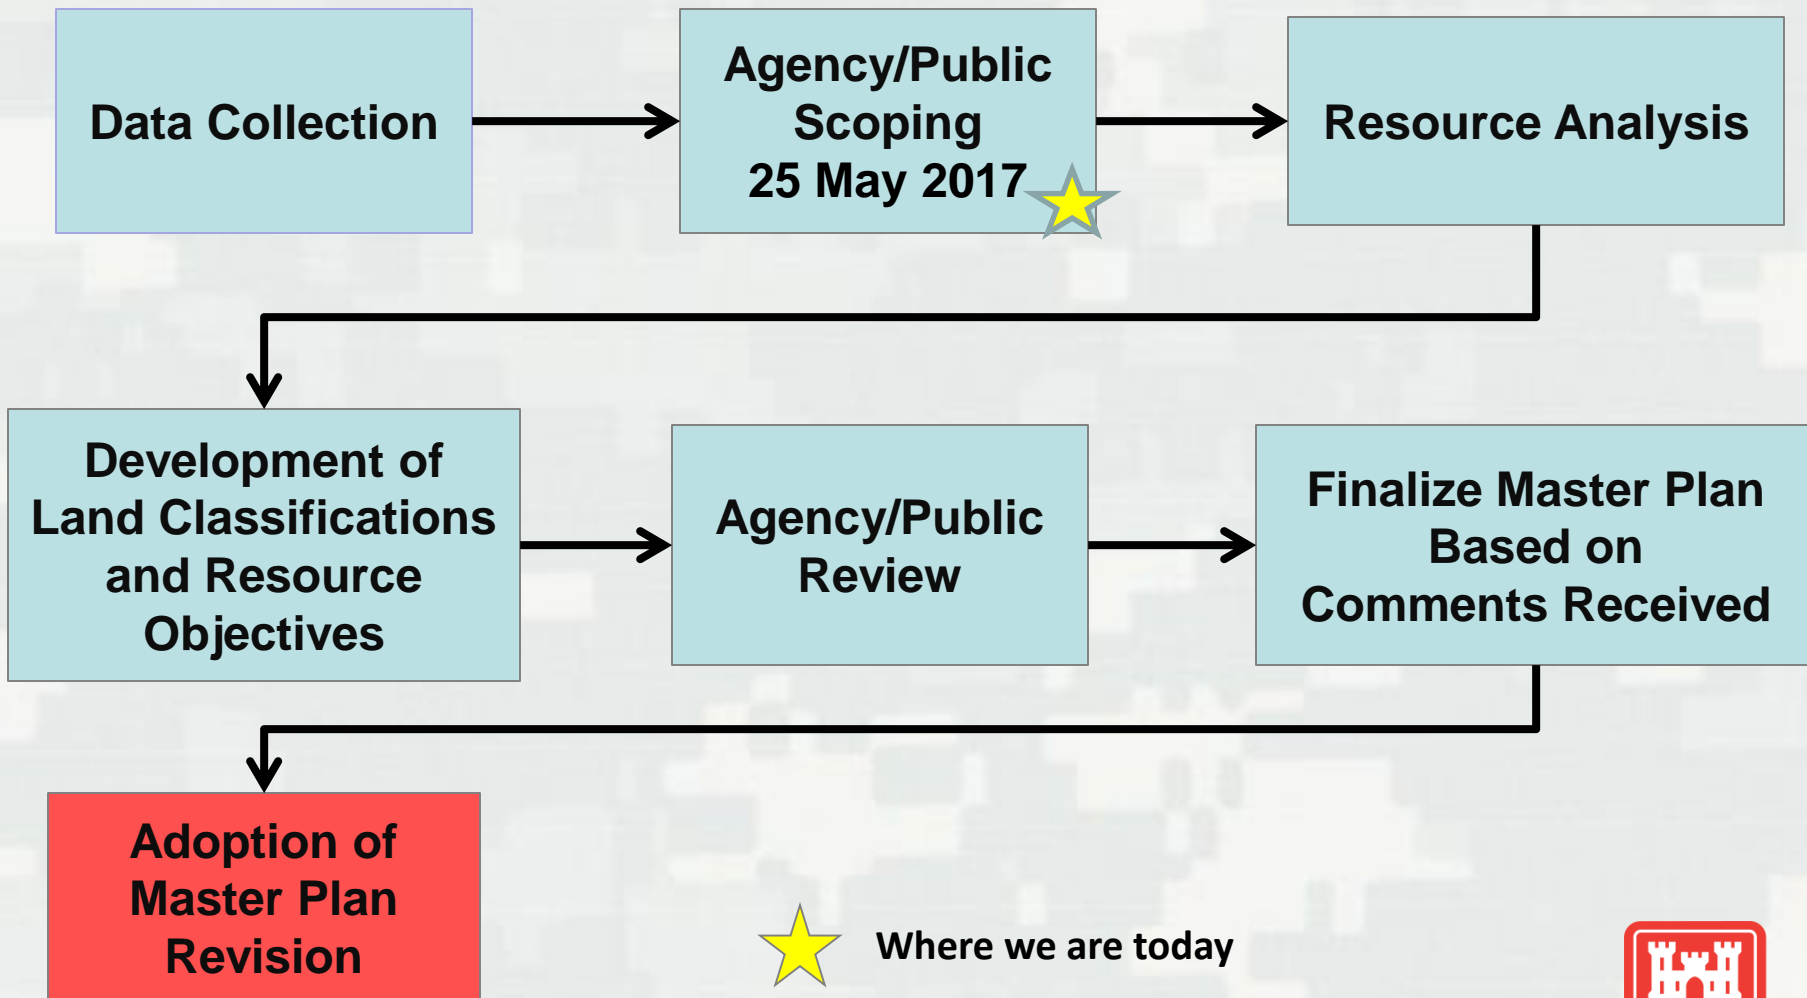 Data Collection
Agency/Public
Scoping
25 May 2017
Resource Analysis
Development of
Land Classifications
and Resource
Objectives
Agency/Public
Review
Finalize Master Plan
Based on
Comments Received
Adoption of
Master Plan
Revision
Where we are today